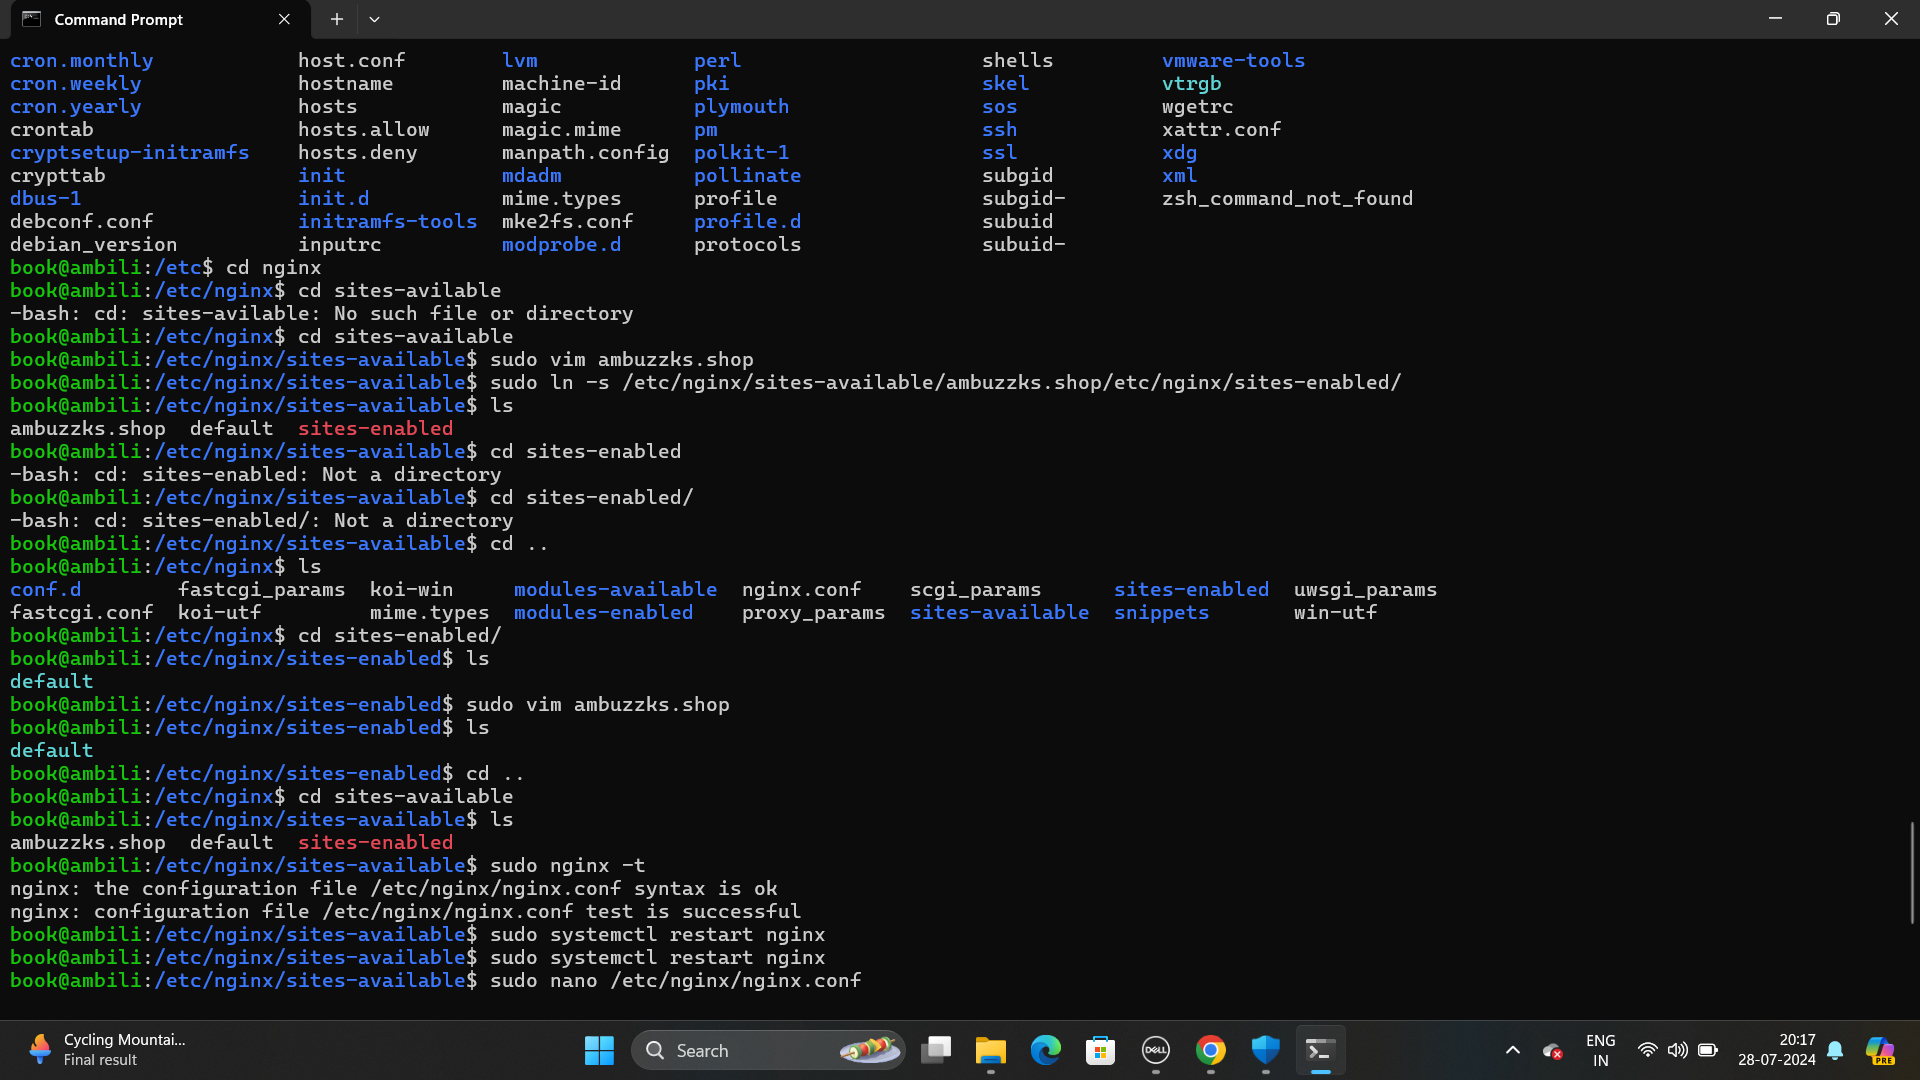 Command Prompt
cron.monthly host.conf lvm perl shells vmware-tools
cron.weekly hostname machine-id pki skel vtrgb
cron.yearly hosts magic plymouth sos wgetrc
crontab hosts.allow magic.mime pm ssh xattr.conf
cryptsetup-initramfs hosts.deny manpath.config polkit-1 ssl xdg
crypttab init mdadm pollinate subgid xml
dbus-1 init.d mime.types profile subgid- zsh_command_not_found
debconf.conf initramfs-tools mke2fs.conf profile.d subuid
debian_version inputrc modprobe.d protocols subuid-
book@ambili:/etc$ cd nginx
book@ambili:/etc/nginx$ cd sites-avilable
-bash: cd: sites-avilable: No such file or directory
book@ambili:/etc/nginx$ cd sites-available
book@ambili:/etc/nginx/sites-available$ sudo vim ambuzzks.shop
book@ambili:/etc/nginx/sites-available$ sudo ln -s /etc/nginx/sites-available/ambuzzks.shop/etc/nginx/sites-enabled/
book@ambili:/etc/nginx/sites-available$ ls
ambuzzks.shop default sites-enabled
book@ambili:/etc/nginx/sites-available$ cd sites-enabled
-bash: cd: sites-enabled: Not a directory
book@ambili:/etc/nginx/sites-available$ cd sites-enabled/
-bash: cd: sites-enabled/: Not a directory
book@ambili:/etc/nginx/sites-available$ cd ..
book@ambili:/etc/nginx$ ls
conf.d fastcgi_params koi-win modules-available nginx.conf scgi_params sites-enabled uwsgi_params
fastcgi.conf koi-utf mime.types modules-enabled proxy_params sites-available snippets win-utf
book@ambili:/etc/nginx$ cd sites-enabled/
book@ambili:/etc/nginx/sites-enabled$ ls
default
book@ambili:/etc/nginx/sites-enabled$ sudo vim ambuzzks.shop
book@ambili:/etc/nginx/sites-enabled$ ls
default
book@ambili:/etc/nginx/sites-enabled$ cd ..
book@ambili:/etc/nginx$ cd sites-available
book@ambili:/etc/nginx/sites-available$ ls
ambuzzks.shop default sites-enabled
book@ambili:/etc/nginx/sites-available$ sudo nginx -t
nginx: the configuration file /etc/nginx/nginx.conf syntax is ok
nginx: configuration file /etc/nginx/nginx.conf test is successful
book@ambili:/etc/nginx/sites-available$ sudo systemctl restart nginx
book@ambili:/etc/nginx/sites-available$ sudo systemctl restart nginx
book@ambili:/etc/nginx/sites-available$ sudo nano /etc/nginx/nginx.conf
Cycling Mountai...
Final result
Search
DELL
ENG
IN
20:17
28-07-2024
PRE